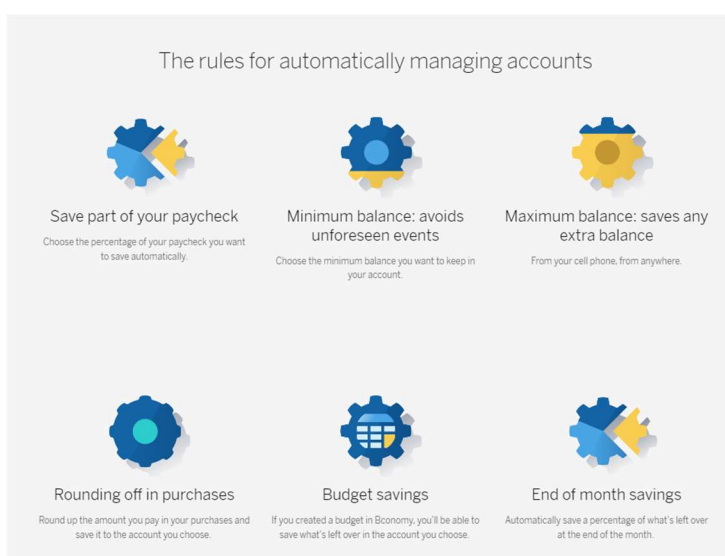 The rules for automatically managing accounts
Save part of your paycheck
Choose the percentage of your paycheck you want
to save automatically.
Minimum balance: avoids
unforeseen events
Choose the minimum balance you want to keep in
your account.
Maximum balance: saves any
extra balance
From your cell phone, from anywhere.
Rounding off in purchases
Round up the amount you pay in your purchases and
save it to the account you choose.
Budget savings
If you created a budget in Bconomy, you'll be able to
save what's left over in the account you choose.
End of month savings
Automatically save a percentage of what's left over
at the end of the month.